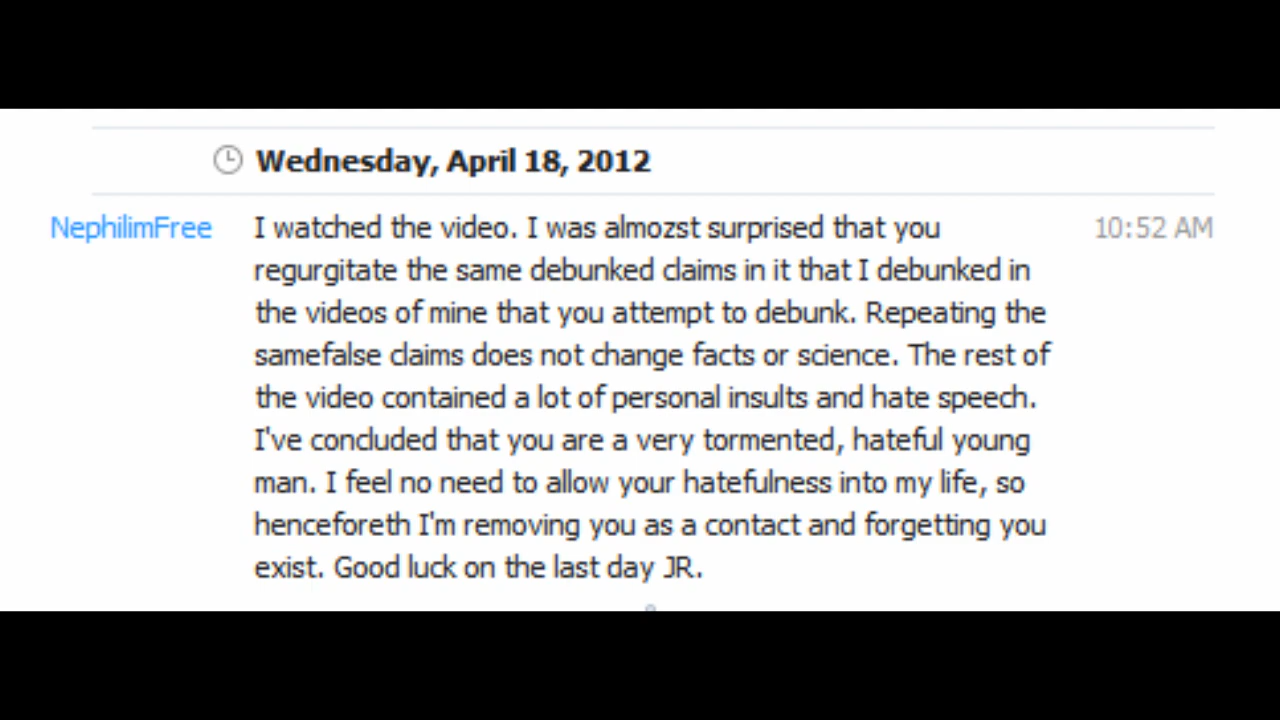 Wednesday, April 18, 2012
NephilimFree I watched the video. I was almozst surprised that you 10:52 AM
regurgitate the same debunked claims in it that I debunked in
the videos of mine that you attempt to debunk. Repeating the
samefalse claims does not change facts or science. The rest of
the video contained a lot of personal insults and hate speech.
I've concluded that you are a very tormented, hateful young
man. I feel no need to allow your hatefulness into my life, so
henceforeth I'm removing you as a contact and forgetting you
exist. Good luck on the last day JR.